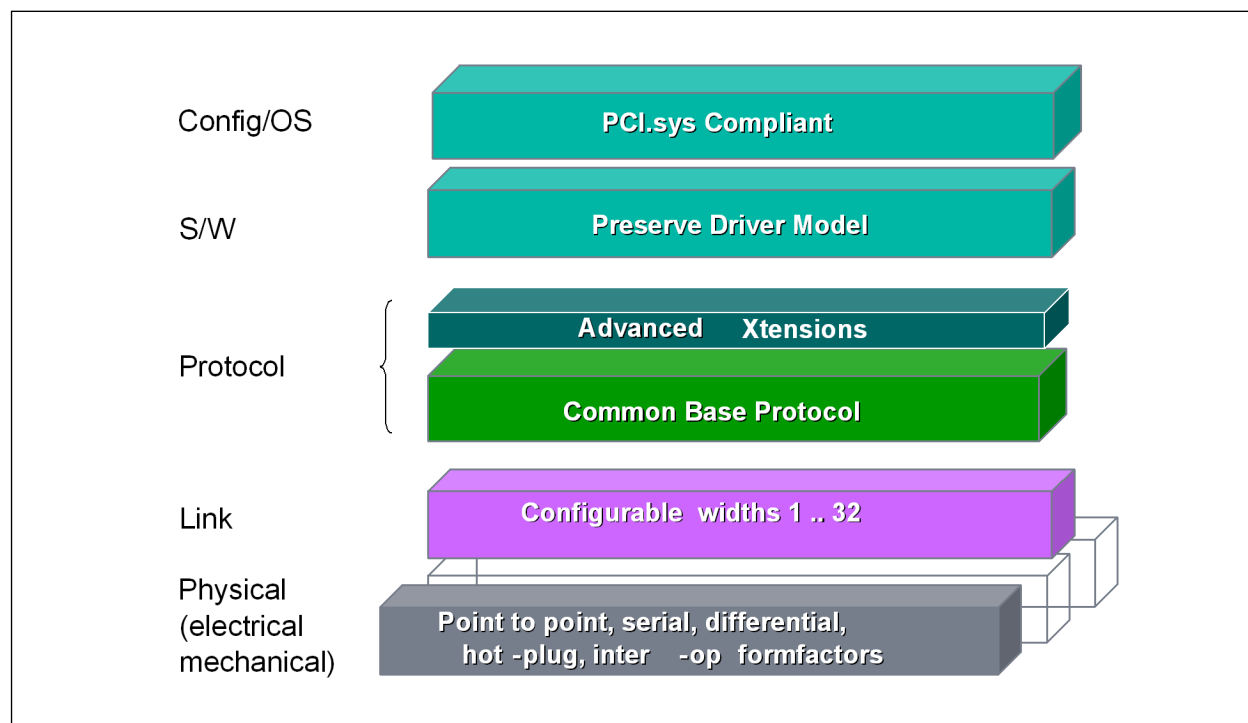 Config/OS
PCI.sys Compliant
S/W
Preserve Driver Model
Protocol
Advanced Xtensions
Common Base Protocol
Link
Configurable widths 1 .. 32
Physical
(electrical
mechanical)
Point to point, serial, differential,
hot -plug, inter -op formfactors